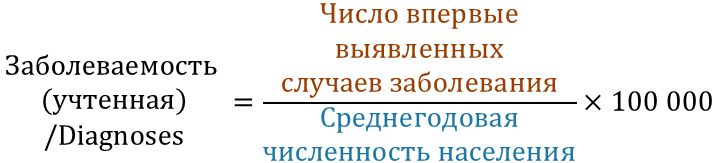 Заболеваемость
(учтенная)
/Diagnoses
=
Число впервые
выявленных
случаев заболевания
Среднегодовая
численность населения
× 100 000